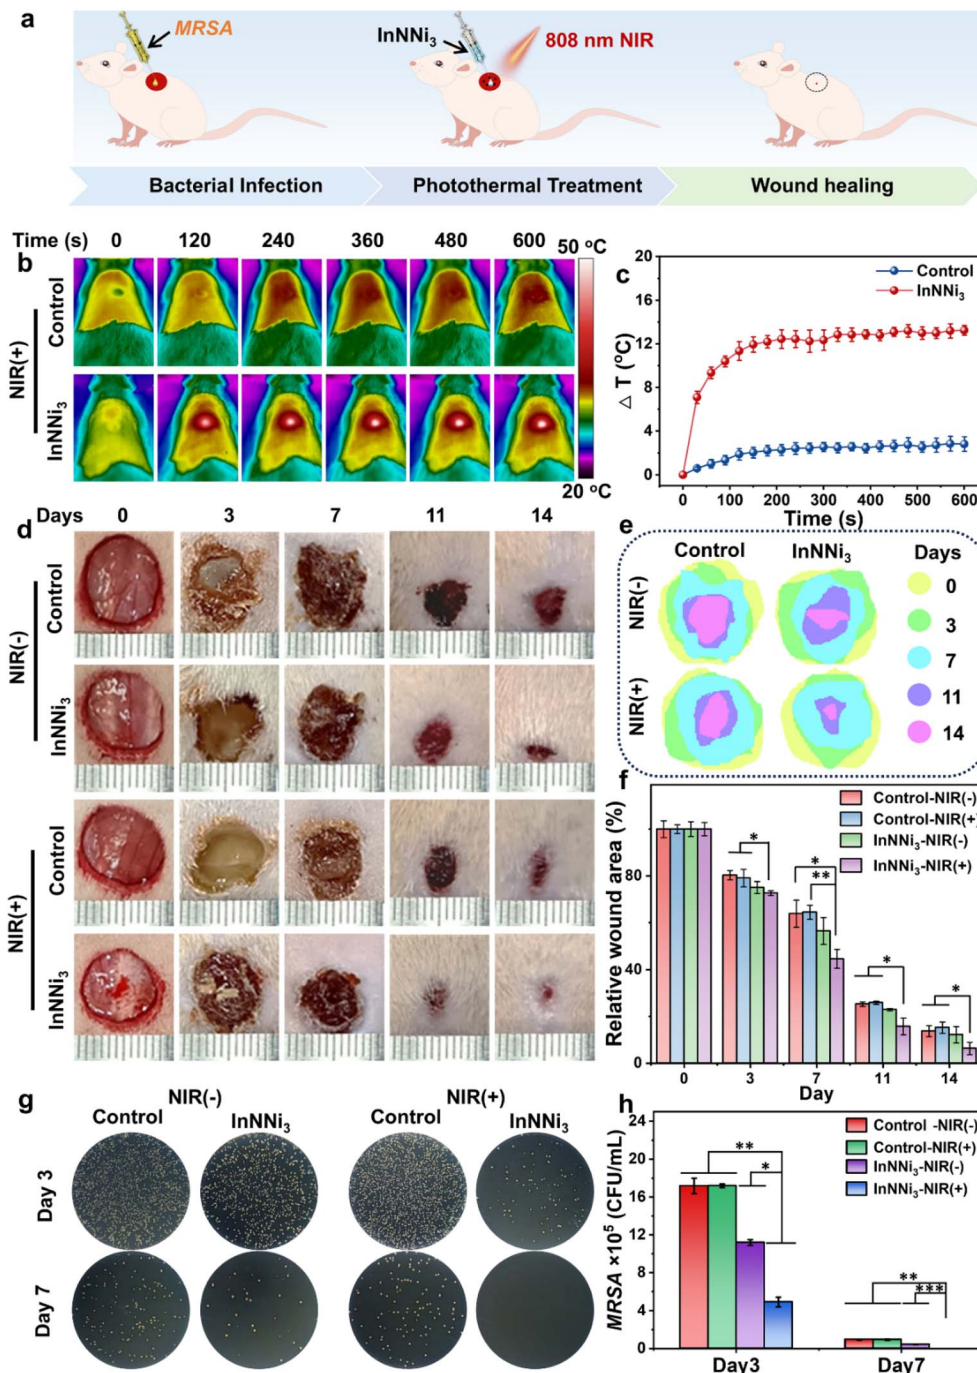 a
MRSA
InNNi₃
808 nm NIR
Bacterial Infection
Photothermal Treatment
Wound healing
Time (s) 0 120 240 360 480 600 50 °C
b
NIR(+)
Control
InNNi₃
20 °C
c
Control
InNNi₃
△ T (°C)
20
16
12
8
4
0
0 100 200 300 400 500 600
Time (s)
d
Days 0 3 7 11 14
NIR(-)
Control
InNNi₃
NIR(+)
Control
InNNi₃
e
Control InNNi₃ Days
NIR(-)
NIR(+)
0
3
7
11
14
f
Relative wound area (%)
Control-NIR(-)
Control-NIR(+)
InNNi₃-NIR(-)
InNNi₃-NIR(+)
80
40
0
* * ** * *
0 3 7 11 14
Day
g
NIR(-) NIR(+)
Control InNNi₃ Control InNNi₃
Day 3
Day 7
h
MRSA ×10⁵ (CFU/mL)
Control -NIR(-)
Control-NIR(+)
InNNi₃-NIR(-)
InNNi₃-NIR(+)
24
20
16
12
8
4
0
**
*
**
***
Day3 Day7